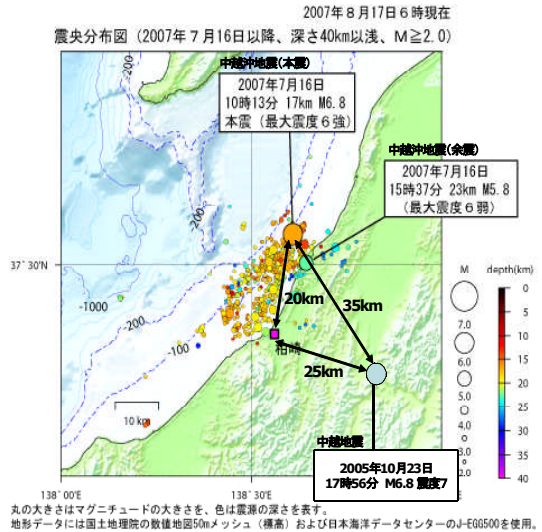 2007年8月17日6時現在
震央分布図(2007年7月16日以降、深さ40km以浅、M≧2.0)
中越沖地震(本震)
2007年7月16日
10時13分 17km M6.8
本震(最大震度6強)
中越沖地震(余震)
2007年7月16日
15時37分 23km M5.8
(最大震度6弱)
-200
-200
37°30'N
-1000
-200
-100
20km
35km
柏崎
25km
10 km
中越地震
2005年10月23日
17時56分 M6.8 震度7
138°00'E
138°30'E
M
7.0
6.0
5.0
4.0
3.0
2.0
depth(km)
0
5
10
15
20
25
30
35
40
丸の大きさはマグニチュードの大きさを、色は震源の深さを表す。
地形データには国土地理院の数値地図50mメッシュ(標高)および日本海洋データセンターのJ-EGG500を使用。